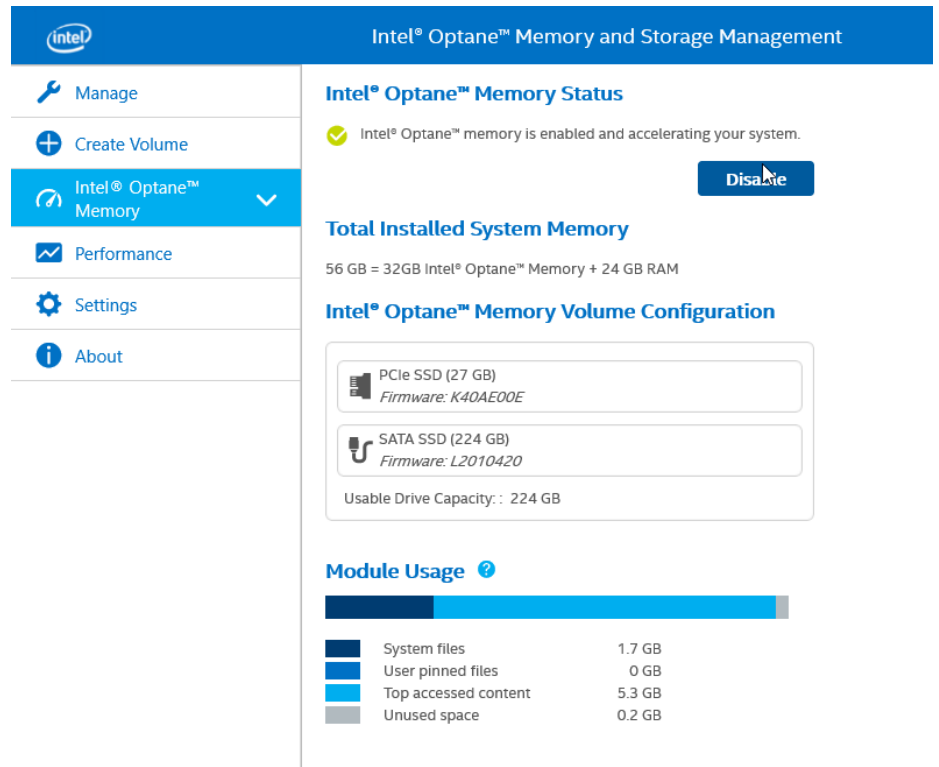 intel
Intel® Optane™ Memory and Storage Management
Manage
Create Volume
Intel® Optane™
Memory
Performance
Settings
About
Intel® Optane™ Memory Status
Intel® Optane™ memory is enabled and accelerating your system.
Disable
Total Installed System Memory
56 GB = 32GB Intel® Optane™ Memory + 24 GB RAM
Intel® Optane™ Memory Volume Configuration
PCIe SSD (27 GB)
Firmware: K40AE00E
SATA SSD (224 GB)
Firmware: L2010420
Usable Drive Capacity: : 224 GB
Module Usage ?
System files 1.7 GB
User pinned files 0 GB
Top accessed content 5.3 GB
Unused space 0.2 GB